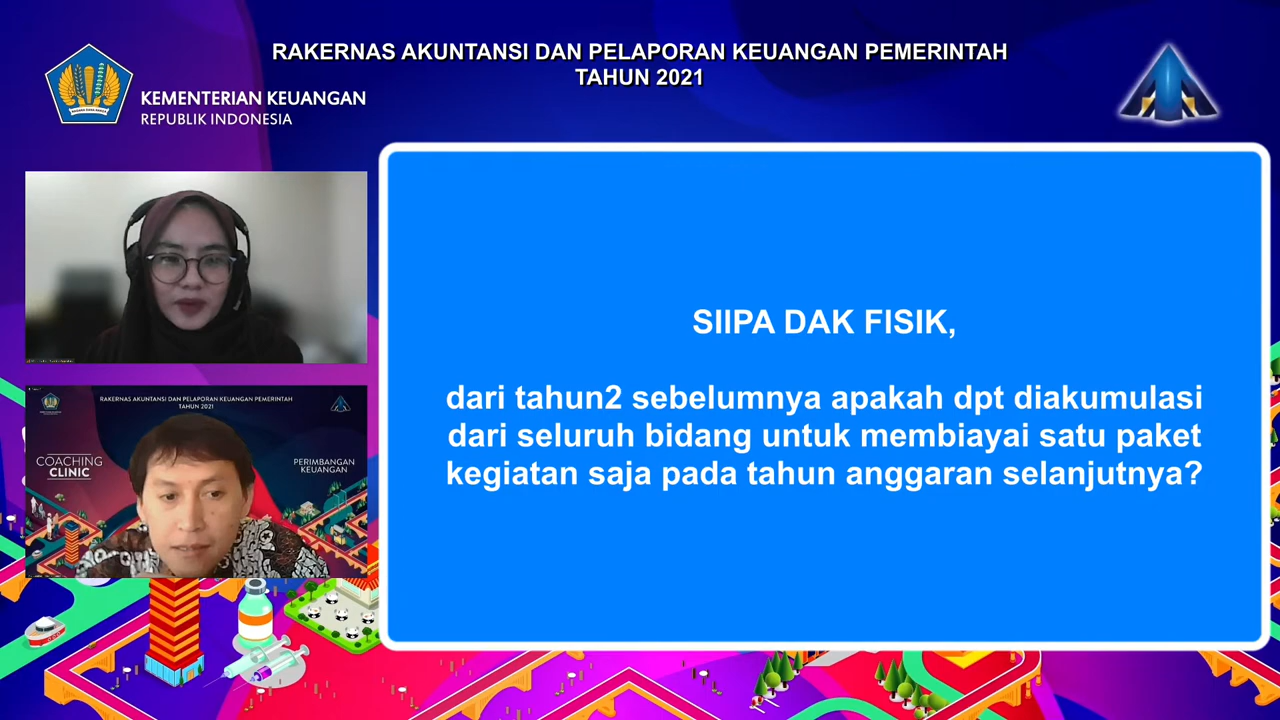 RAKERNAS AKUNTANSI DAN PELAPORAN KEUANGAN PEMERINTAH
TAHUN 2021
KEMENTERIAN KEUANGAN
REPUBLIK INDONESIA
SIIPA DAK FISIK,
dari tahun2 sebelumnya apakah dpt diakumulasi
dari seluruh bidang untuk membiayai satu paket
kegiatan saja pada tahun anggaran selanjutnya?
RAKERNAS AKUNTANSI DAN PELAPORAN KEUANGAN PEMERINTAH
TAHUN 2021
COACHING
CLINIC
PERIMBANGAN
KEUANGAN